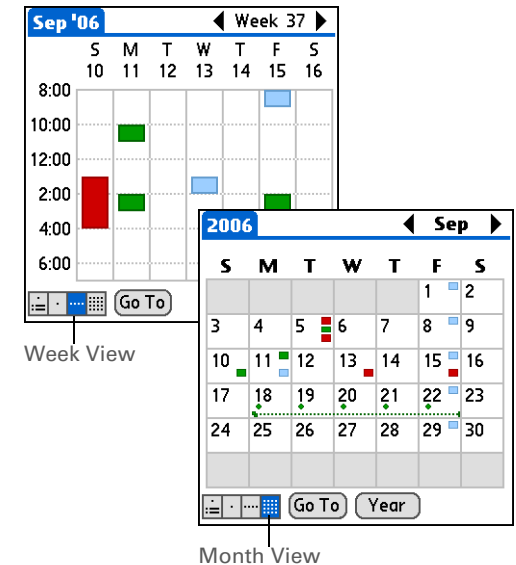 Sep '06 Week 37
S M T W T F S
10 11 12 13 14 15 16
8:00
10:00
12:00
2:00
4:00
6:00
Go To
Week View
2006 Sep
S M T W T F S
1 2
3 4 5 6 7 8 9
10 11 12 13 14 15 16
17 18 19 20 21 22 23
24 25 26 27 28 29 30
Go To Year
Month View